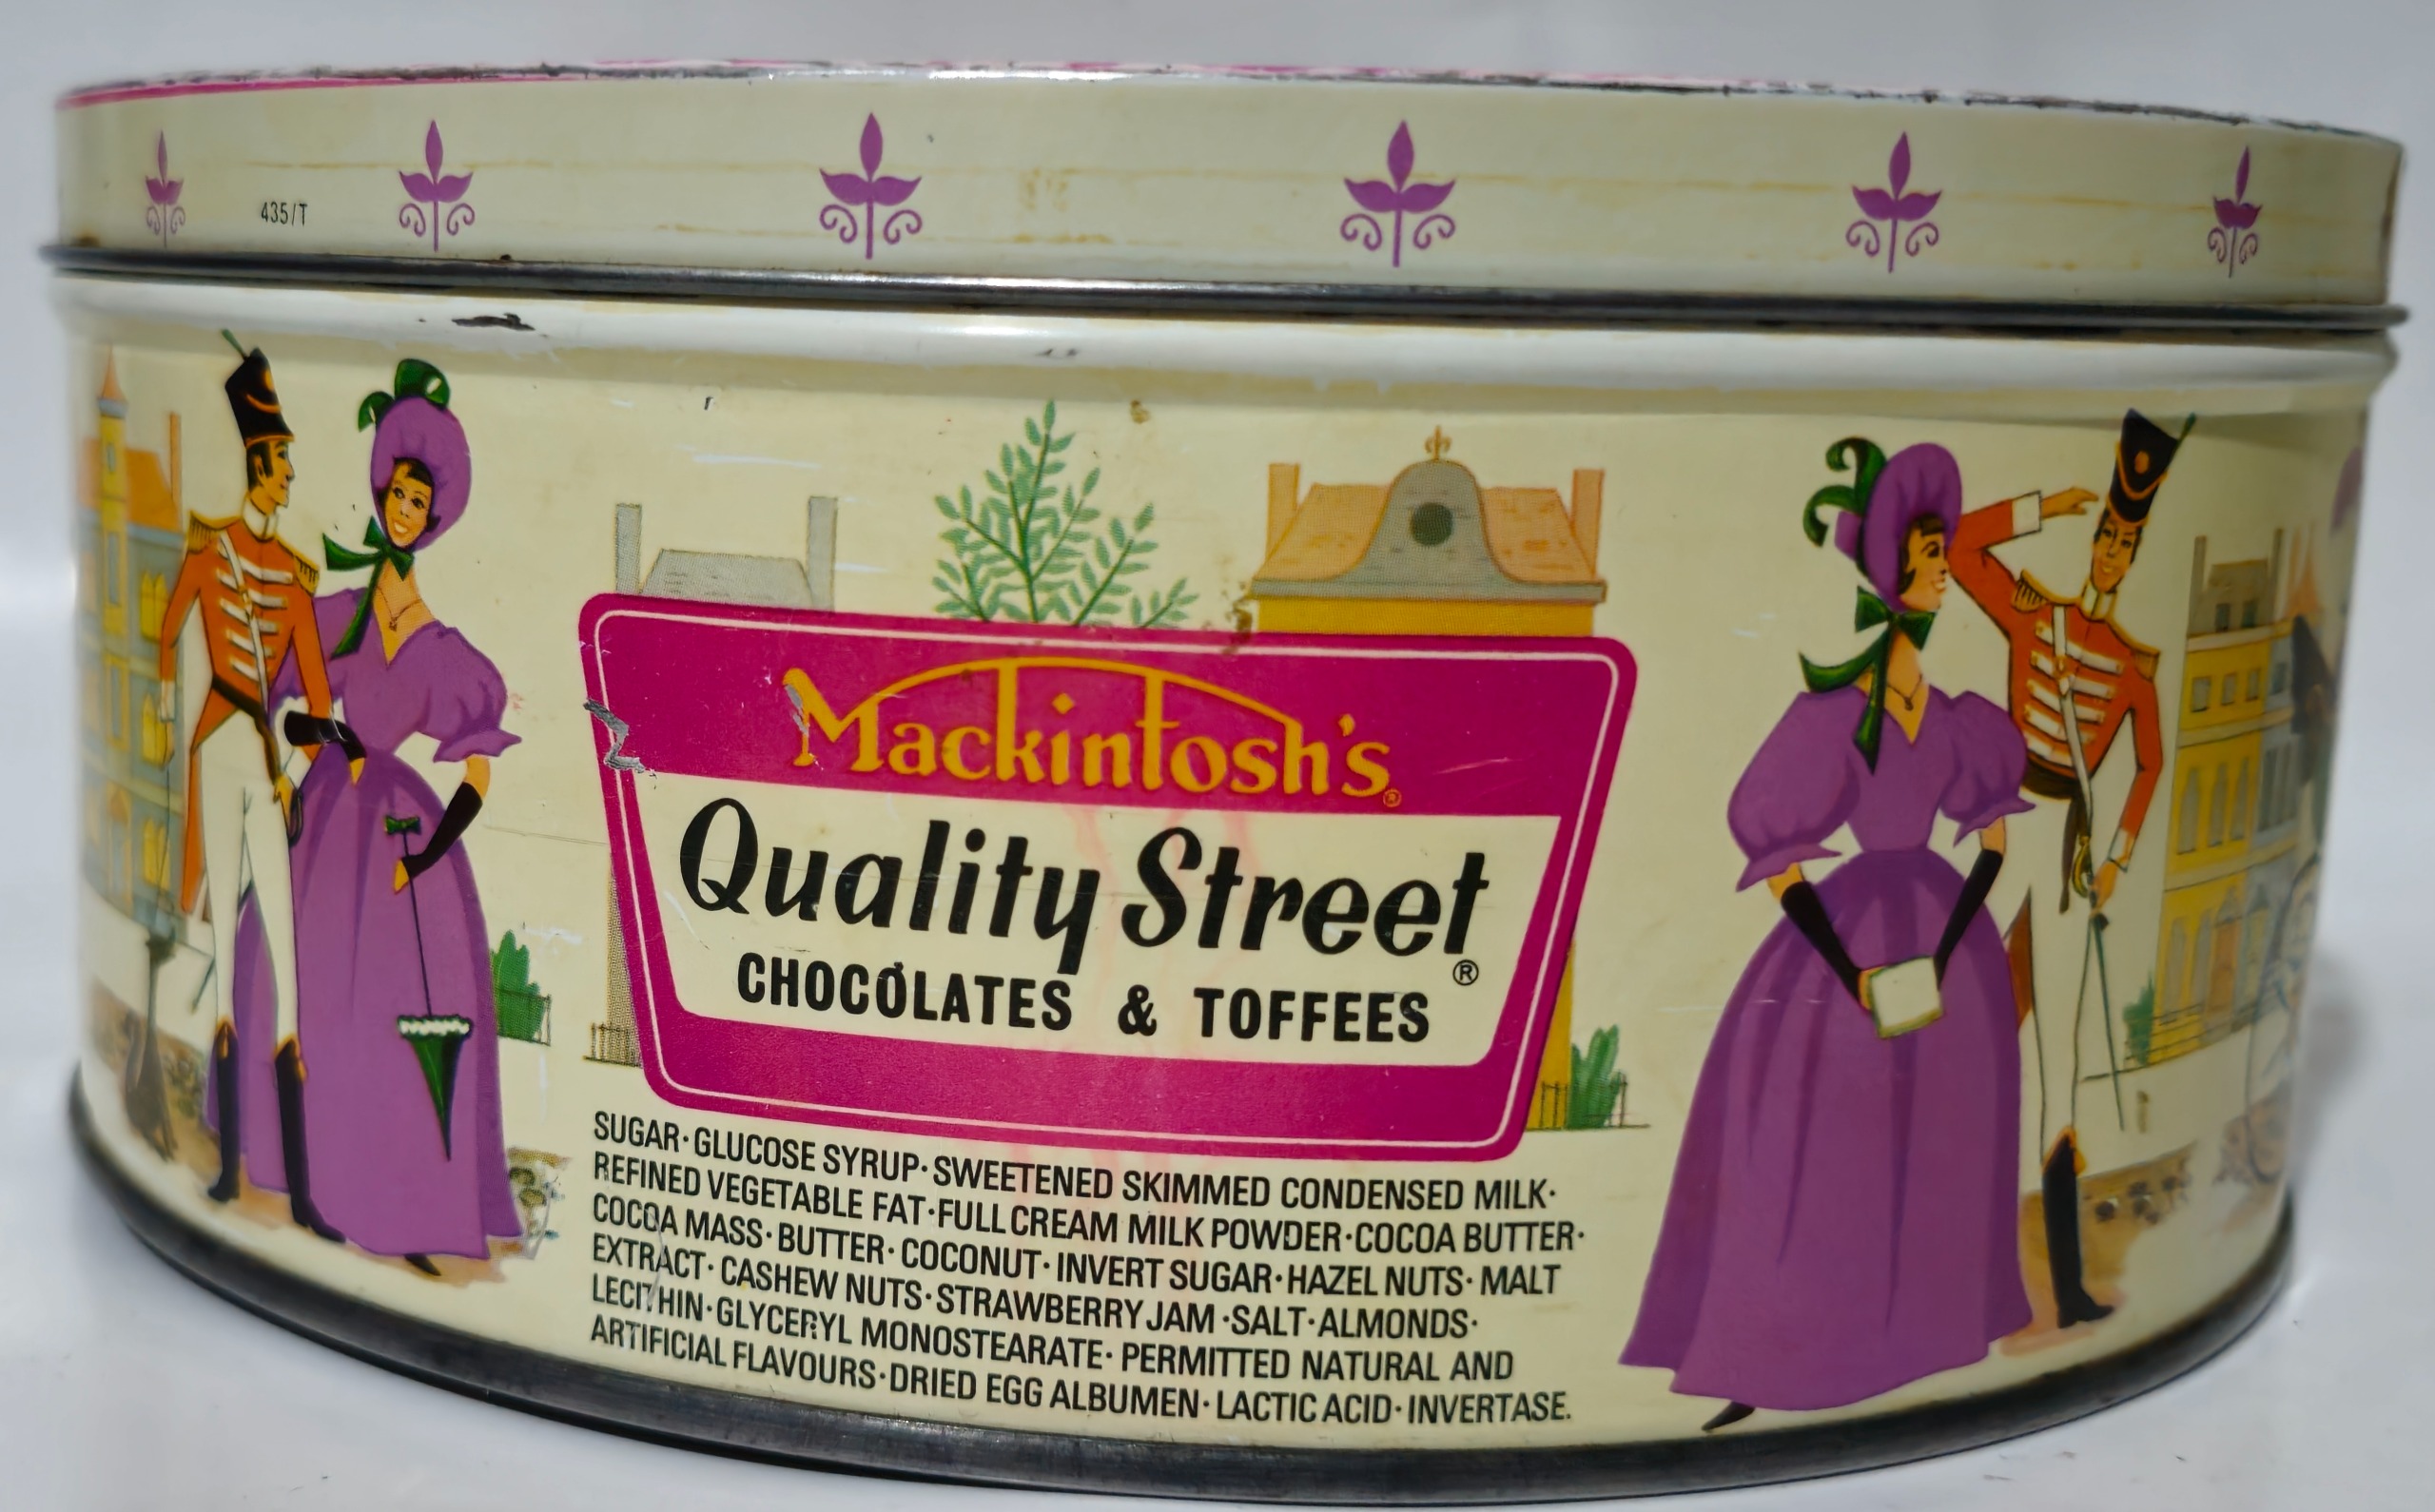 435/T
Mackintosh's®
Quality Street®
CHOCOLATES & TOFFEES
SUGAR·GLUCOSE SYRUP·SWEETENED SKIMMED CONDENSED MILK·
REFINED VEGETABLE FAT·FULL CREAM MILK POWDER·COCOA BUTTER·
COCOA MASS·BUTTER·COCONUT·INVERT SUGAR·HAZEL NUTS·MALT
EXTRACT·CASHEW NUTS·STRAWBERRY JAM·SALT·ALMONDS·
LECITHIN·GLYCERYL MONOSTEARATE·PERMITTED NATURAL AND
ARTIFICIAL FLAVOURS·DRIED EGG ALBUMEN·LACTIC ACID·INVERTASE.